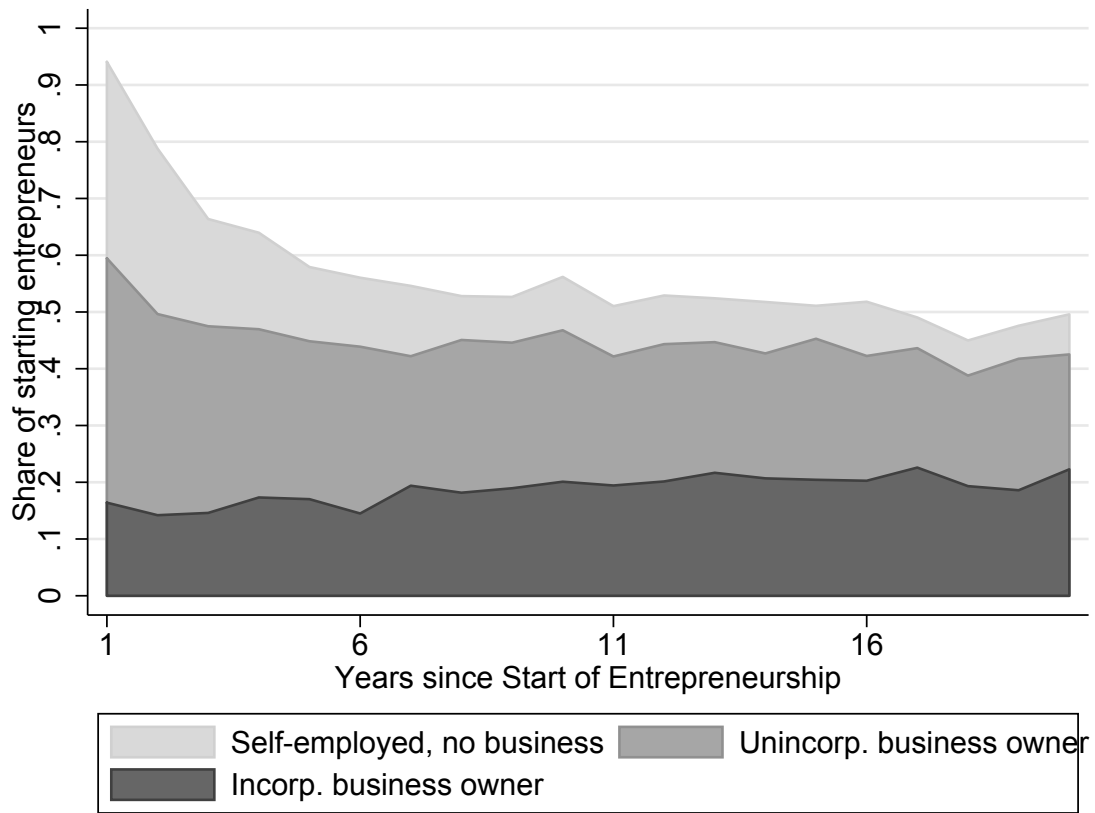 Share of starting entrepreneurs
1
.9
.8
.7
.6
.5
.4
.3
.2
.1
0
1 6 11 16
Years since Start of Entrepreneurship
Self-employed, no business Unincorp. business owner
Incorp. business owner